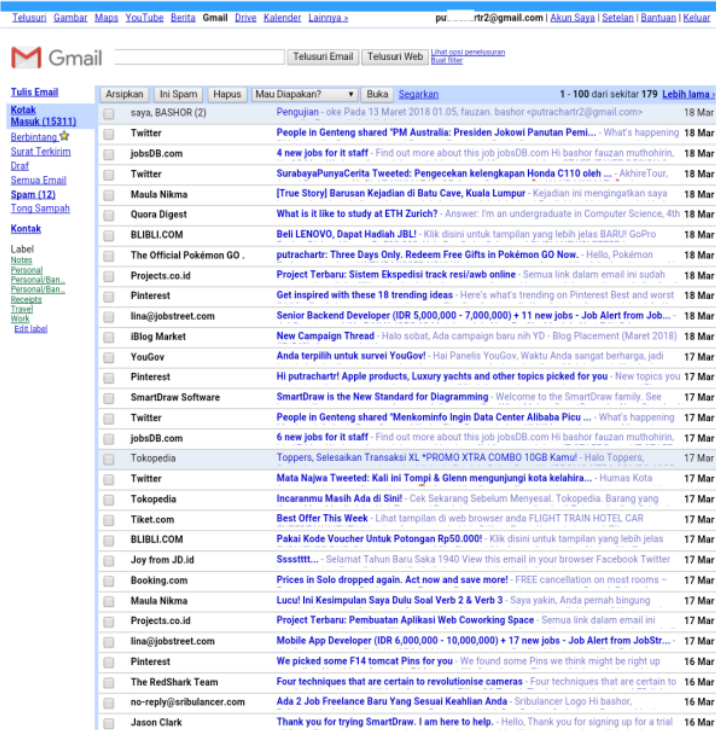 Telusuri Gambar Maps YouTube Berita Gmail Drive Kalender Lainnya » pu rtr2@gmail.com | Akun Saya | Setelan | Bantuan | Keluar
Gmail Telusuri Email Telusuri Web Lihat opsi penelusuran
Buat filter
Tulis Email
Kotak
Masuk (15311)
Berbintang
Surat Terkirim
Draf
Semua Email
Spam (12)
Tong Sampah
Kontak
Label
Notes
Personal
Personal/Ban...
Personal/Ban...
Receipts
Travel
Work
Edit label
Arsipkan Ini Spam Hapus Mau Diapakan? Buka Segarkan 1 - 100 dari sekitar 179 Lebih lama ›
saya, BASHOR (2) Pengujian - oke Pada 13 Maret 2018 01.05, fauzan. bashor <putrachartr2@gmail.com> 18 Mar
Twitter People in Genteng shared "PM Australia: Presiden Jokowi Panutan Pemi... - What's happening 18 Mar
jobsDB.com 4 new jobs for it staff - Find out more about this job jobsDB.com Hi bashor fauzan muthohirin, 18 Mar
Twitter SurabayaPunyaCerita Tweeted: Pengecekan kelengkapan Honda C110 oleh ... - AkhireTour, 18 Mar
Maula Nikma [True Story] Barusan Kejadian di Batu Cave, Kuala Lumpur - Kejadian ini mengingatkan saya 18 Mar
Quora Digest What is it like to study at ETH Zurich? - Answer: I'm an undergraduate in Computer Science, 4th 18 Mar
BLIBLI.COM Beli LENOVO, Dapat Hadiah JBL! - Klik disini untuk tampilan yang lebih jelas BARU! GoPro 18 Mar
The Official Pokémon GO . putrachartr: Three Days Only. Redeem Free Gifts in Pokémon GO Now. - Hello, Pokémon 18 Mar
Projects.co.id Project Terbaru: Sistem Ekspedisi track resi/awb online - Semua link dalam email ini sudah 18 Mar
Pinterest Get inspired with these 18 trending ideas - Here's what's trending on Pinterest Best and worst 18 Mar
lina@jobstreet.com Senior Backend Developer (IDR 5,000,000 - 7,000,000) + 11 new jobs - Job Alert from Job... - 18 Mar
iBlog Market New Campaign Thread - Halo sobat, Ada campaign baru nih YD - Blog Placement (Maret 2018) 18 Mar
YouGov Anda terpilih untuk survei YouGov! - Hai Panelis YouGov, Waktu Anda sangat berharga, jadi 17 Mar
Pinterest Hi putrachartr! Apple products, Luxury yachts and other topics picked for you - New topics you 17 Mar
SmartDraw Software SmartDraw is the New Standard for Diagramming - Welcome to the SmartDraw family. See 17 Mar
Twitter People in Genteng shared "Menkominfo Ingin Data Center Alibaba Picu ... - What's happening 17 Mar
jobsDB.com 6 new jobs for it staff - Find out more about this job jobsDB.com Hi bashor fauzan muthohirin, 17 Mar
Tokopedia Toppers, Selesaikan Transaksi XL *PROMO XTRA COMBO 10GB Kamu! - Halo Toppers, 17 Mar
Twitter Mata Najwa Tweeted: Kali ini Tompi & Glenn mengunjungi kota kelahira... - Humas Kota 17 Mar
Tokopedia Incaranmu Masih Ada di Sini! - Cek Sekarang Sebelum Menyesal. Tokopedia. Barang yang 17 Mar
Tiket.com Best Offer This Week - Lihat tampilan di web browser anda FLIGHT TRAIN HOTEL CAR 17 Mar
BLIBLI.COM Pakai Kode Voucher Untuk Potongan Rp50.000! - Klik disini untuk tampilan yang lebih jelas 17 Mar
Joy from JD.id Sssstttt... - Selamat Tahun Baru Saka 1940 View this email in your browser Facebook Twitter 17 Mar
Booking.com Prices in Solo dropped again. Act now and save more! - FREE cancellation on most rooms – 17 Mar
Maula Nikma Lucu! Ini Kesimpulan Saya Dulu Soal Verb 2 & Verb 3 - Saya yakin, Anda pernah bingung 17 Mar
Projects.co.id Project Terbaru: Pembuatan Aplikasi Web Coworking Space - Semua link dalam email ini 17 Mar
lina@jobstreet.com Mobile App Developer (IDR 6,000,000 - 10,000,000) + 17 new jobs - Job Alert from JobStr... - 17 Mar
Pinterest We picked some F14 tomcat Pins for you - We found some Pins we think might be right up 16 Mar
The RedShark Team Four techniques that are certain to revolutionise cameras - Four techniques that are certain to 16 Mar
no-reply@sribulancer.com Ada 2 Job Freelance Baru Yang Sesuai Keahlian Anda - Sribulancer Logo Hi bashor, 16 Mar
Jason Clark Thank you for trying SmartDraw. I am here to help. - Hello, Thank you for signing up for a trial 16 Mar